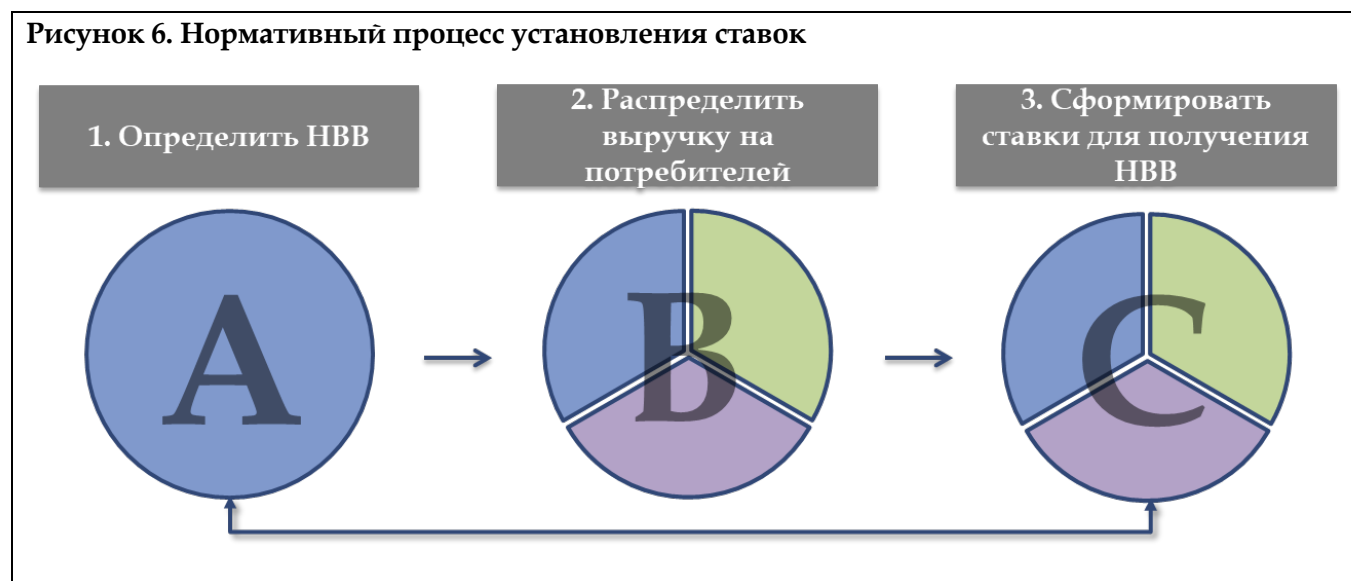 Рисунок 6. Нормативный процесс установления ставок
1. Определить НВВ
2. Распределить
выручку на
потребителей
3. Сформировать
ставки для получения
НВВ
A
B
C